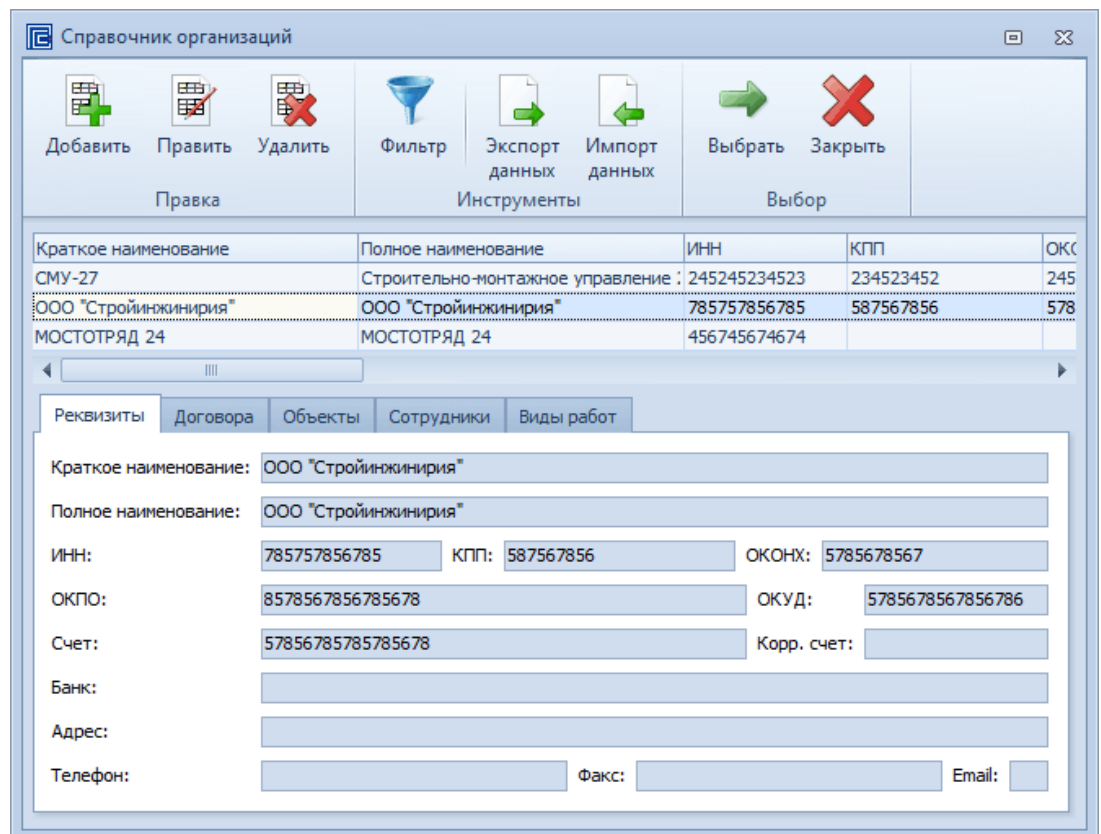 Справочник организаций
Добавить Править Удалить Фильтр Экспорт данных Импорт данных Выбрать Закрыть
Правка Инструменты Выбор
Краткое наименование Полное наименование ИНН КПП
СМУ-27 Строительно-монтажное управление 245245234523 234523452 245
ООО "Стройинжинирия" ООО "Стройинжинирия" 785757856785 587567856 578
МОСТОТРЯД 24 МОСТОТРЯД 24 456745674674
Реквизиты Договора Объекты Сотрудники Виды работ
Краткое наименование: ООО "Стройинжинирия"
Полное наименование: ООО "Стройинжинирия"
ИНН: 785757856785 КПП: 587567856 ОКОНХ: 5785678567
ОКПО: 8578567856785678 ОКУД: 5785678567856786
Счет: 57856785785785678 Корр. счет:
Банк:
Адрес:
Телефон: Факс: Email: